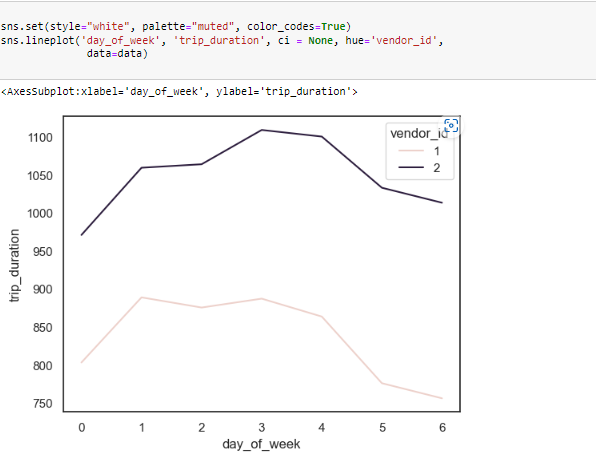 sns.set(style="white", palette="muted", color_codes=True)
sns.lineplot('day_of_week', 'trip_duration', ci = None, hue='vendor_id',
data=data)
<AxesSubplot:xlabel='day_of_week', ylabel='trip_duration'>
vendor_id
1
2
1100
1050
1000
950
900
850
800
750
trip_duration
0 1 2 3 4 5 6
day_of_week